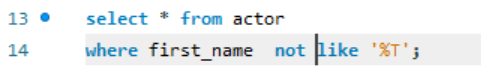 13 select * from actor
14 where first_name  not like '%T';